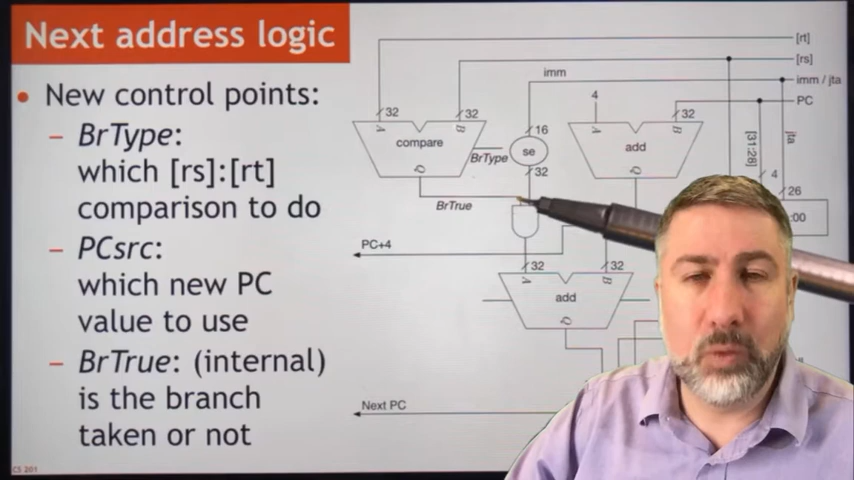 Next address logic
• New control points:
– BrType:
which [rs]:[rt]
comparison to do
– PCsrc:
which new PC
value to use
– BrTrue: (internal)
is the branch
taken or not
CS 201
[rt]
[rs]
imm
imm / jta
4
PC
32
32
32
A
B
A
B
16
compare
se
add
[31:28]
jta
BrType
32
Q
Q
4
26
BrTrue
:00
PC+4
32
32
A
B
add
Q
Next PC